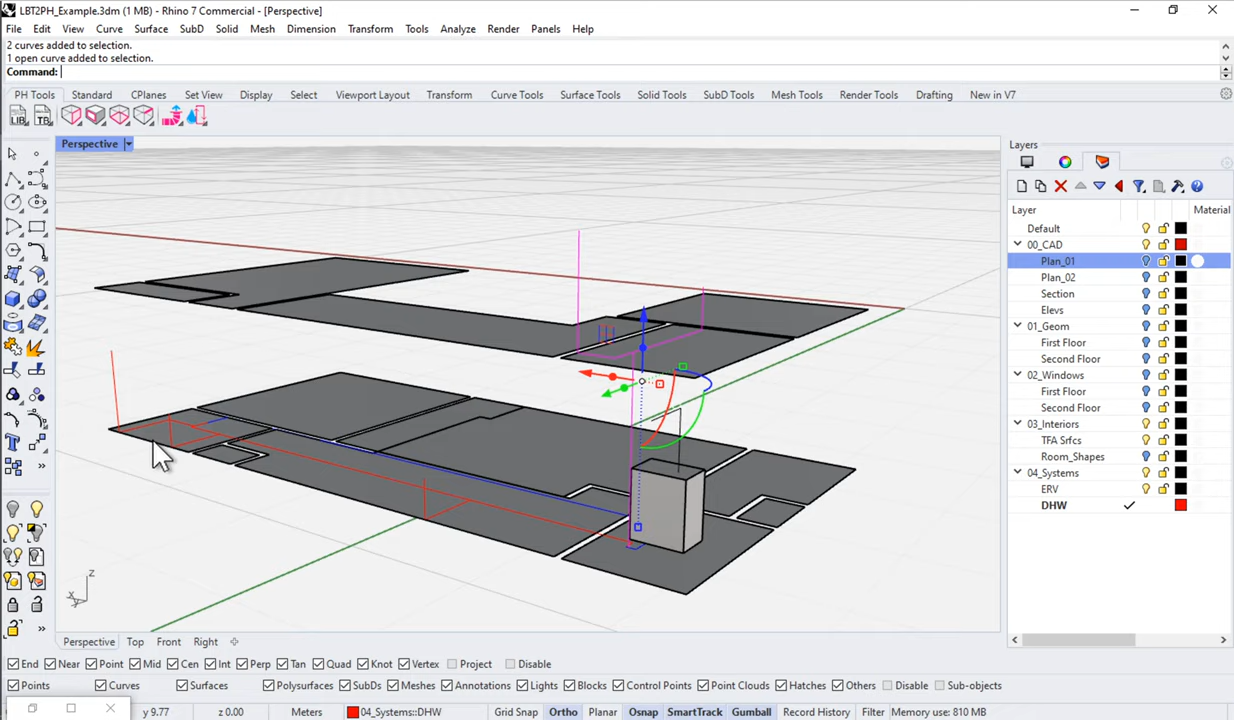 LBT2PH_Example.3dm (1 MB) - Rhino 7 Commercial - [Perspective]
File Edit View Curve Surface SubD Solid Mesh Dimension Transform Tools Analyze Render Panels Help
2 curves added to selection.
1 open curve added to selection.
Command:
PH Tools Standard CPlanes Set View Display Select Viewport Layout Transform Curve Tools Surface Tools Solid Tools SubD Tools Mesh Tools Render Tools Drafting New in V7
LIB TB
Perspective
Layers
Layer Material
Default
00_CAD
Plan_01
Plan_02
Section
Elevs
01_Geom
First Floor
Second Floor
02_Windows
First Floor
Second Floor
03_Interiors
TFA Srfcs
Room_Shapes
04_Systems
ERV
DHW
z
x y
Perspective Top Front Right
End Near Point Mid Cen Int Perp Tan Quad Knot Vertex Project Disable
Points Curves Surfaces Polysurfaces SubDs Meshes Annotations Lights Blocks Control Points Point Clouds Hatches Others Disable Sub-objects
y 9.77 z 0.00 Meters 04_Systems::DHW Grid Snap Ortho Planar Osnap SmartTrack Gumball Record History Filter Memory use: 810 MB